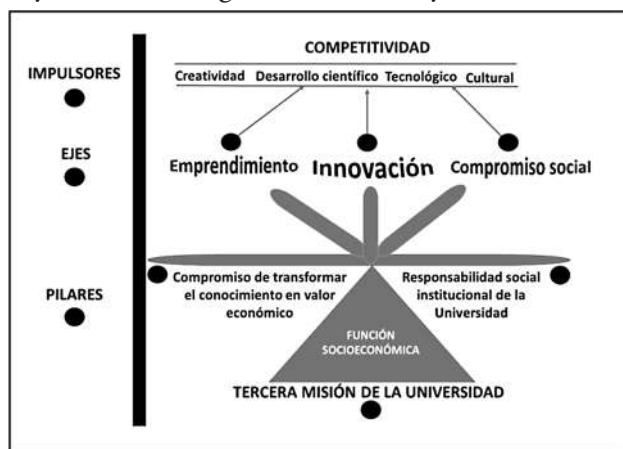 COMPETITIVIDAD
IMPULSORES
Creatividad Desarrollo científico Tecnológico Cultural
EJES
Emprendimiento Innovación Compromiso social
PILARES
Compromiso de transformar
el conocimiento en valor
económico
Responsabilidad social
institucional de la
Universidad
FUNCIÓN
SOCIOECONÓMICA
TERCERA MISIÓN DE LA UNIVERSIDAD